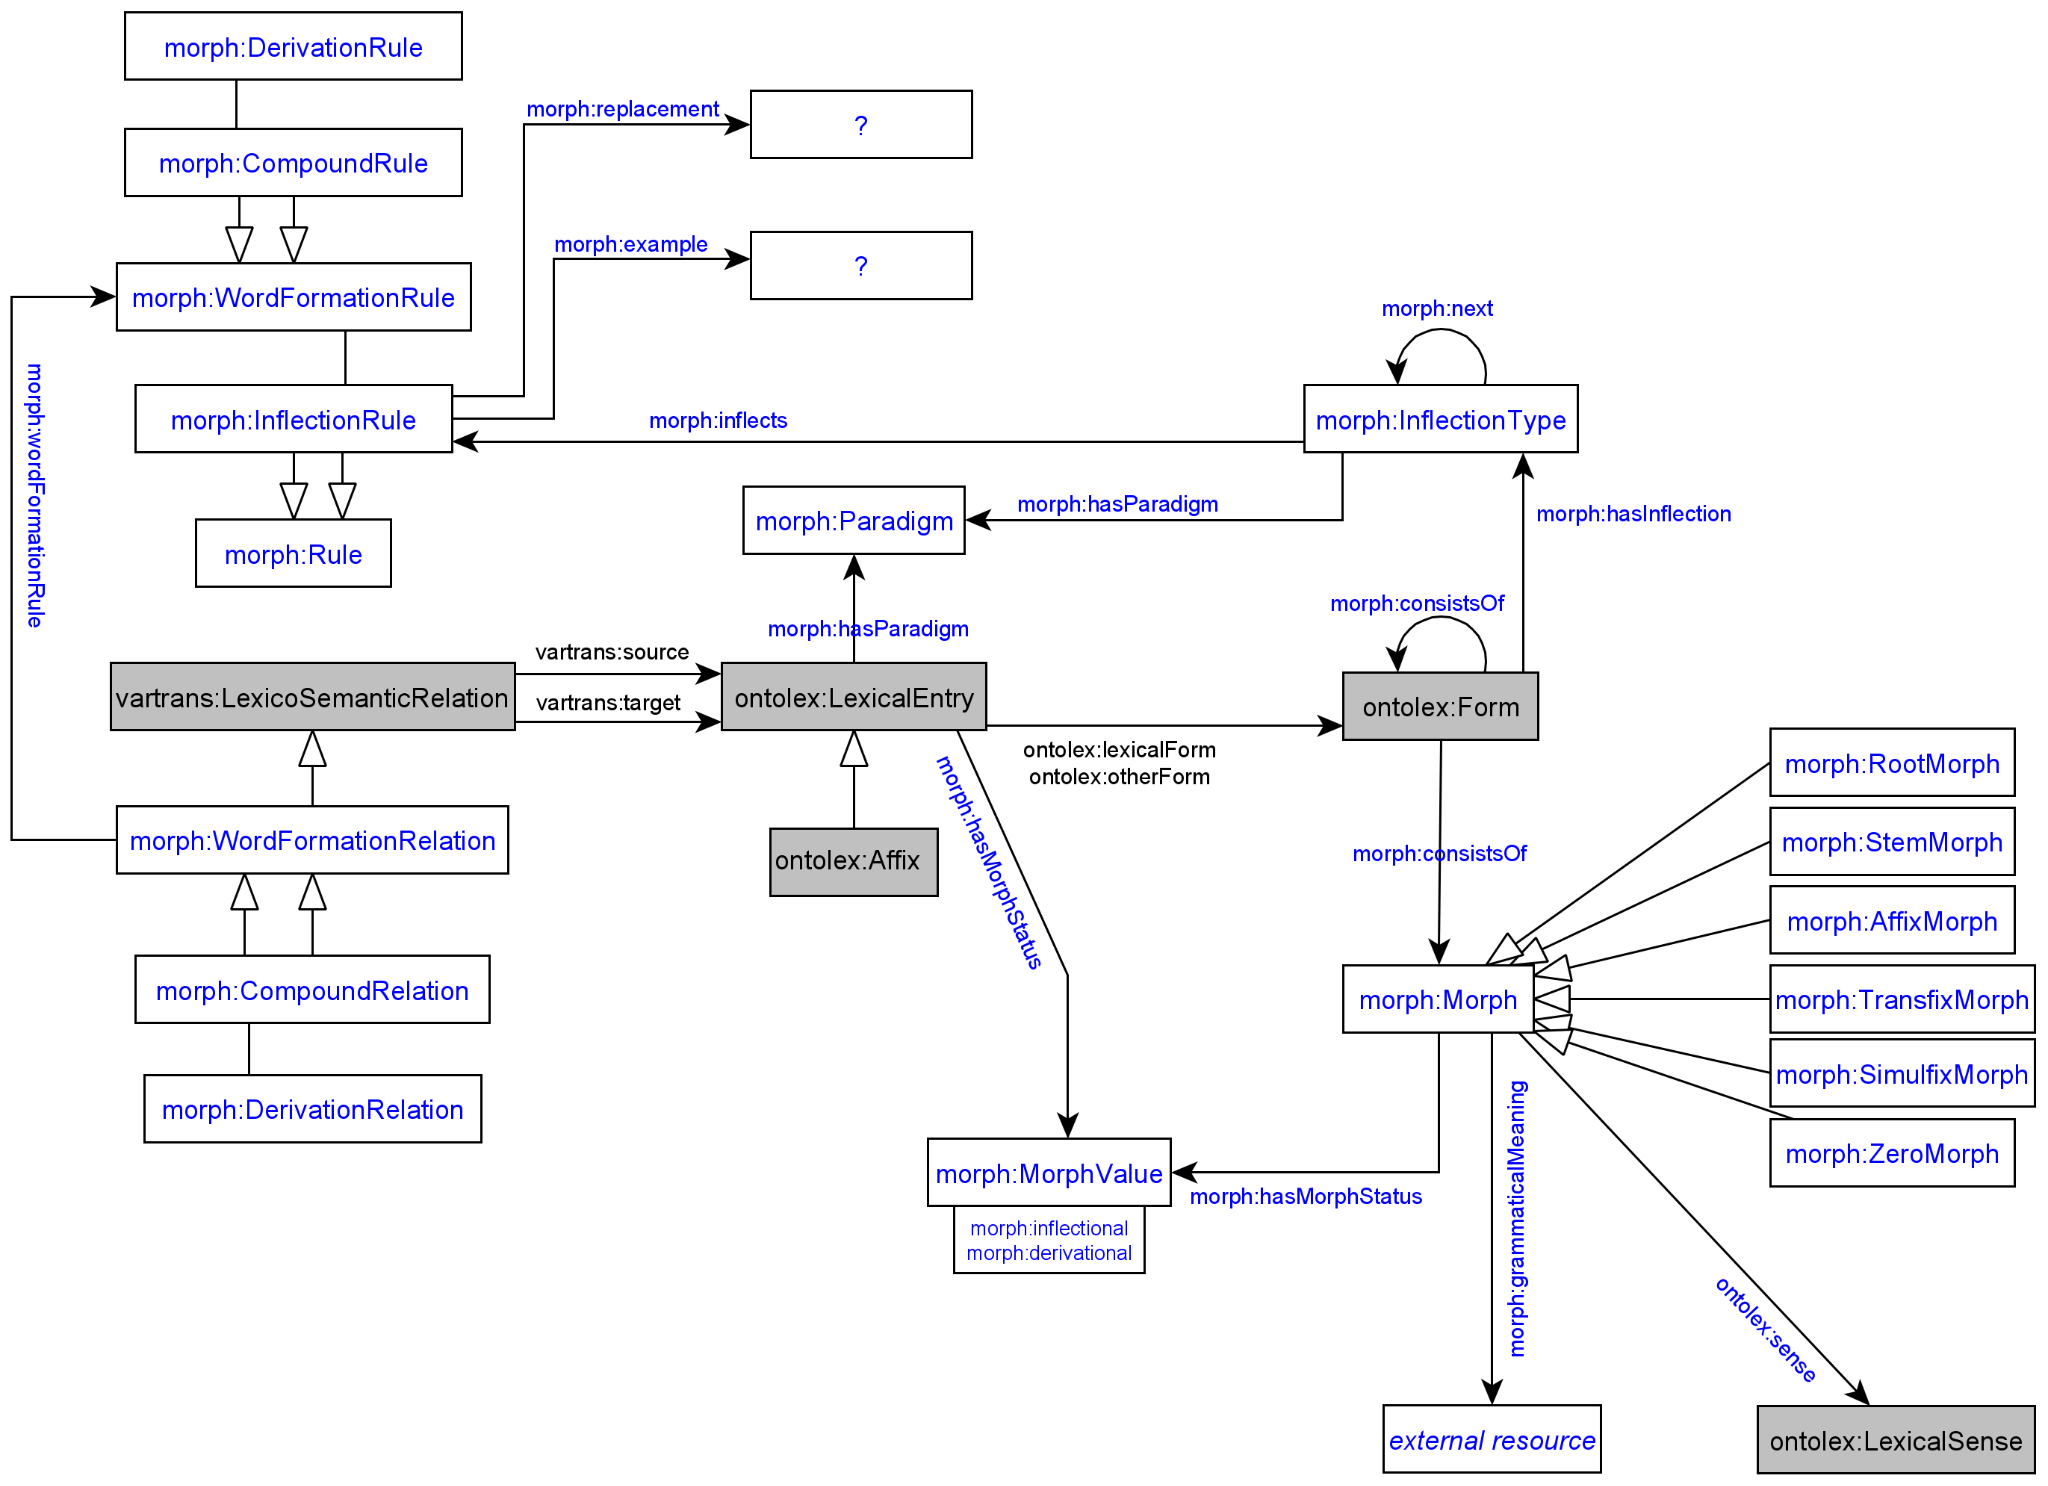 morph:DerivationRule
morph:replacement
?
morph:CompoundRule
morph:example
?
morph:WordFormationRule
morph:next
morph:InflectionRule
morph:inflects
morph:InflectionType
morph:wordFormationRule
morph:Paradigm
morph:hasParadigm
morph:hasInflection
morph:Rule
morph:consistsOf
morph:hasParadigm
vartrans:source
vartrans:LexicoSemanticRelation
vartrans:target
ontolex:LexicalEntry
ontolex:Form
ontolex:lexicalForm
ontolex:otherForm
morph:RootMorph
morph:WordFormationRelation
morph:StemMorph
ontolex:Affix
morph:hasMorphStatus
morph:consistsOf
morph:AffixMorph
morph:CompoundRelation
morph:Morph
morph:TransfixMorph
morph:SimulfixMorph
morph:DerivationRelation
morph:ZeroMorph
morph:MorphValue
morph:hasMorphStatus
morph:inflectional
morph:derivational
morph:grammaticalMeaning
ontolex:sense
external resource
ontolex:LexicalSense